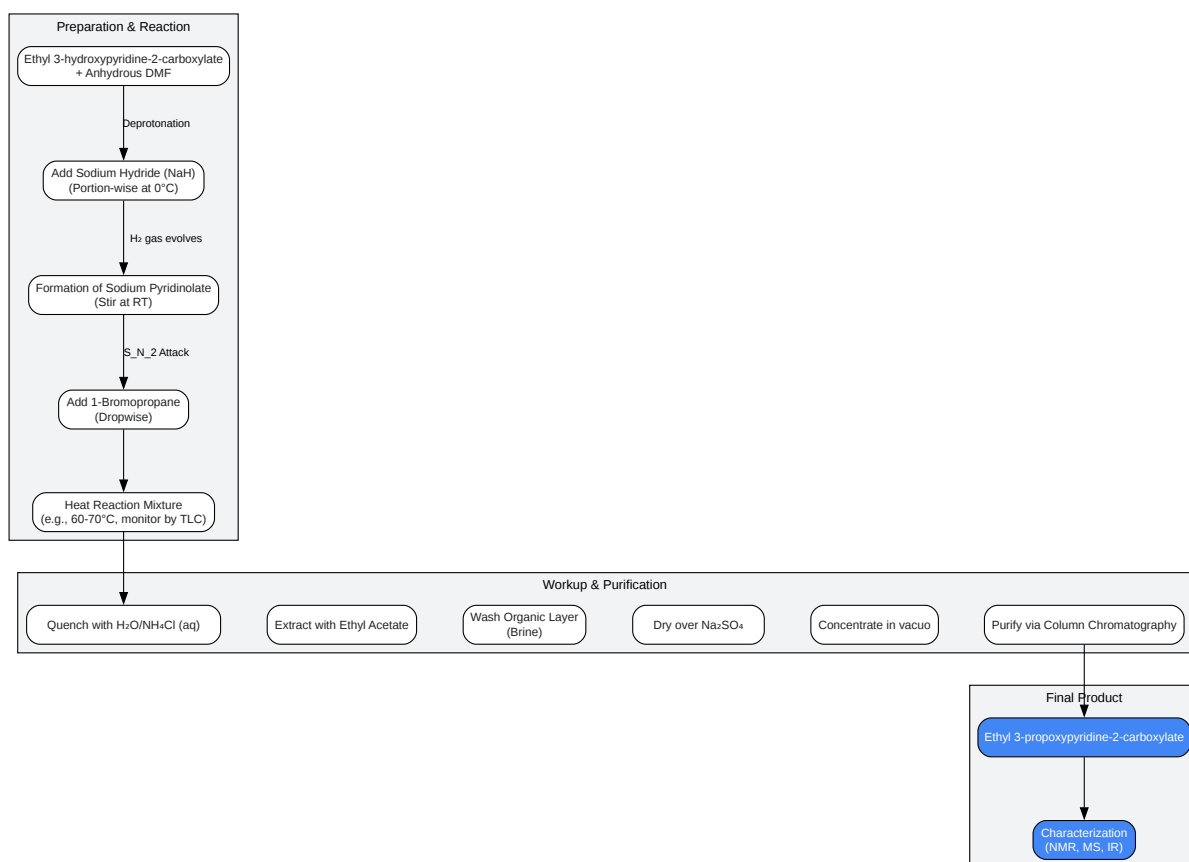 Preparation & Reaction
Ethyl 3-hydroxypyridine-2-carboxylate
+ Anhydrous DMF
Deprotonation
Add Sodium Hydride (NaH)
(Portion-wise at 0°C)
H₂ gas evolves
Formation of Sodium Pyridinolate
(Stir at RT)
S_N_2 Attack
Add 1-Bromopropane
(Dropwise)
Heat Reaction Mixture
(e.g., 60-70°C, monitor by TLC)
Workup & Purification
Quench with H₂O/NH₄Cl (aq)
Extract with Ethyl Acetate
Wash Organic Layer
(Brine)
Dry over Na₂SO₄
Concentrate in vacuo
Purify via Column Chromatography
Final Product
Ethyl 3-propoxypyridine-2-carboxylate
Characterization
(NMR, MS, IR)